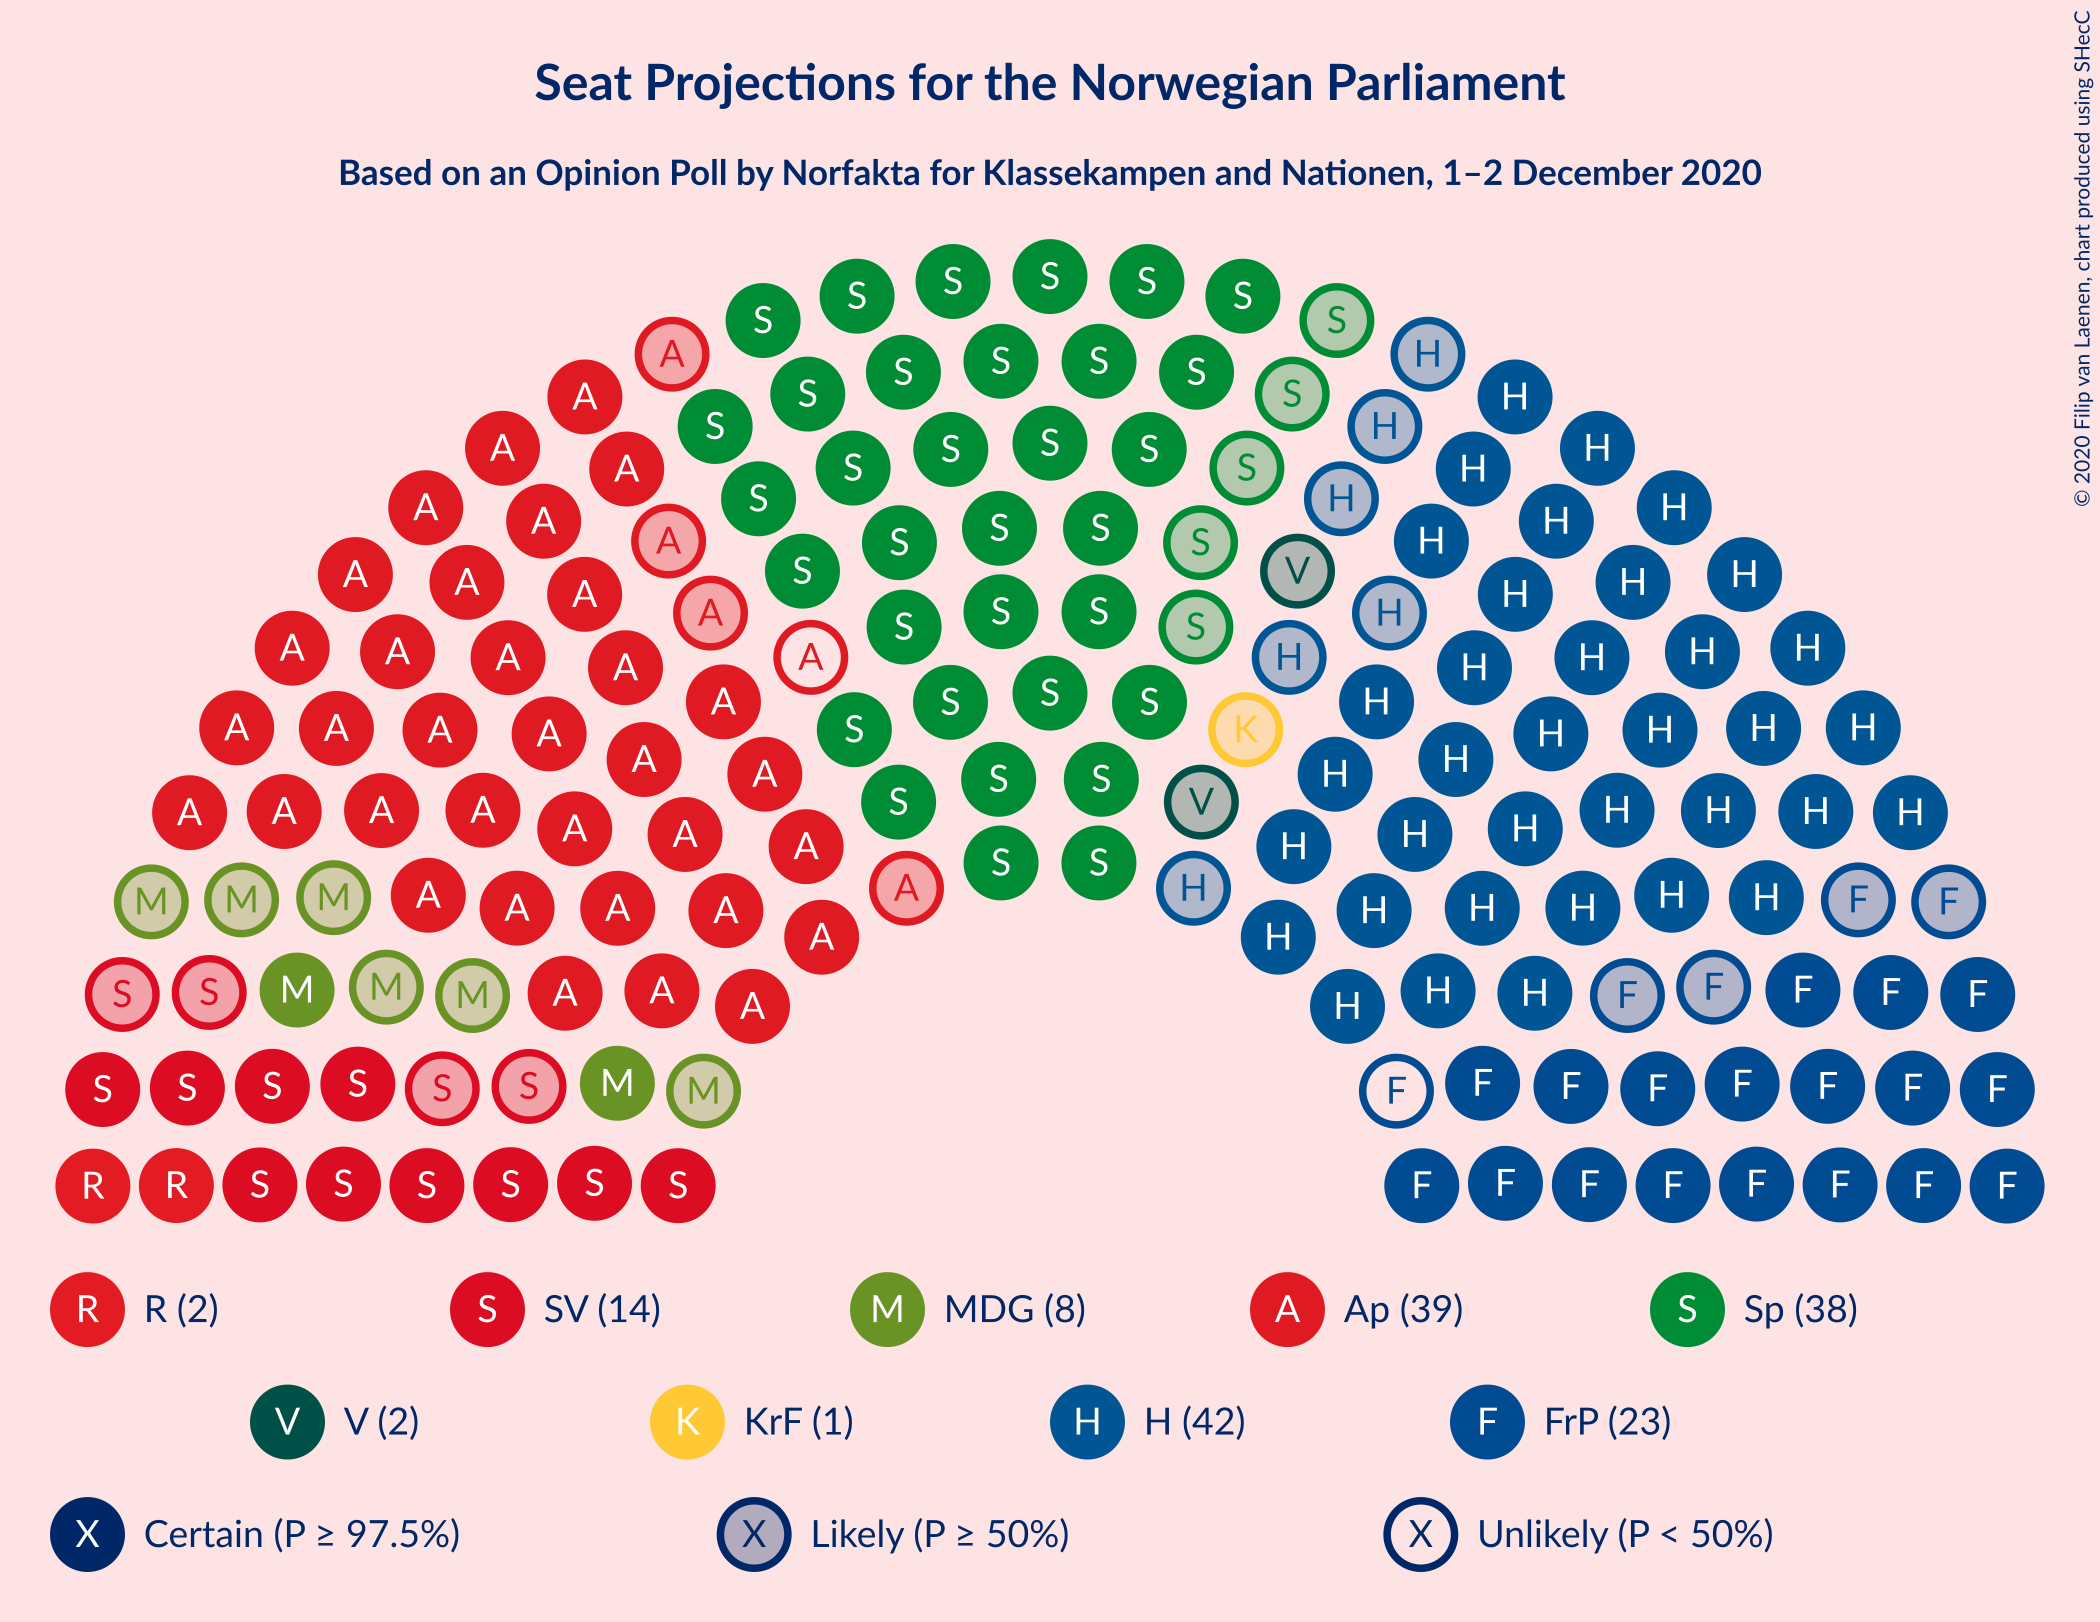 Seat Projections for the Norwegian Parliament
Based on an Opinion Poll by Norfakta for Klassekampen and Nationen, 1–2 December 2020
© 2020 Filip van Laenen, chart produced using SHecC
S S S S S S S
A S H
A S S S S S S H H
A A S S S S S H H H
A A A S S S S S V H H H
A A A A A S S S S H H H H H
A A A A A A S S S S K H H H H H H
A A A A A A A S S S V H H H H H H H
M M M A A A A A A S S H H H H H H H F F
S S M M M A A A H H H F F F F F
S S S S S S M M F F F F F F F F
R R S S S S S S F F F F F F F F
R R (2) S SV (14) M MDG (8) A Ap (39) S Sp (38)
V V (2) K KrF (1) H H (42) F FrP (23)
X Certain (P ≥ 97.5%) X Likely (P ≥ 50%) X Unlikely (P < 50%)